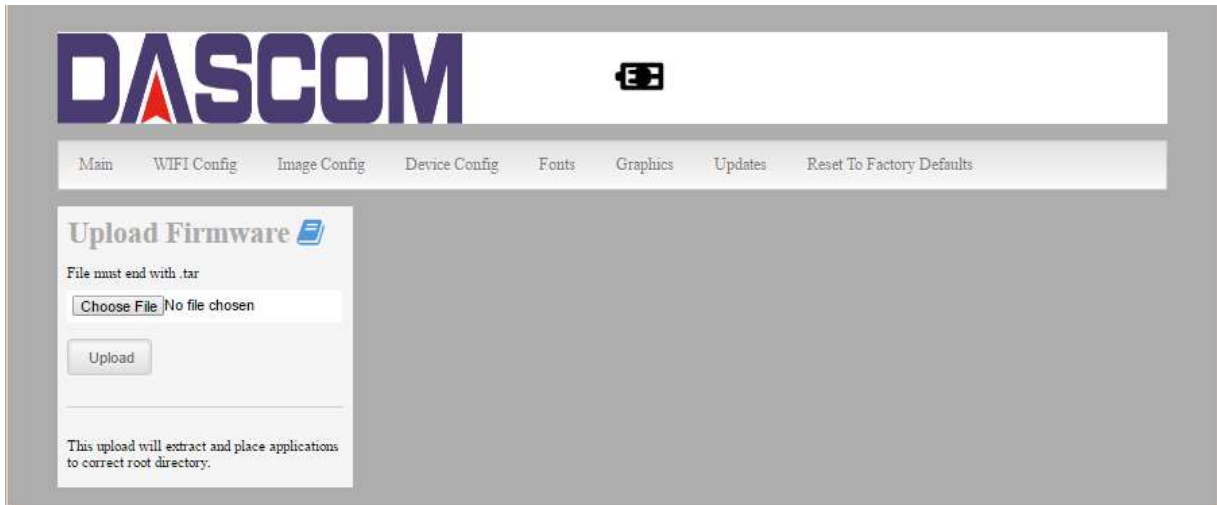 DASCOM
Main WIFI Config Image Config Device Config Fonts Graphics Updates Reset To Factory Defaults
Upload Firmware
File must end with .tar
Choose File No file chosen
Upload
This upload will extract and place applications
to correct root directory.